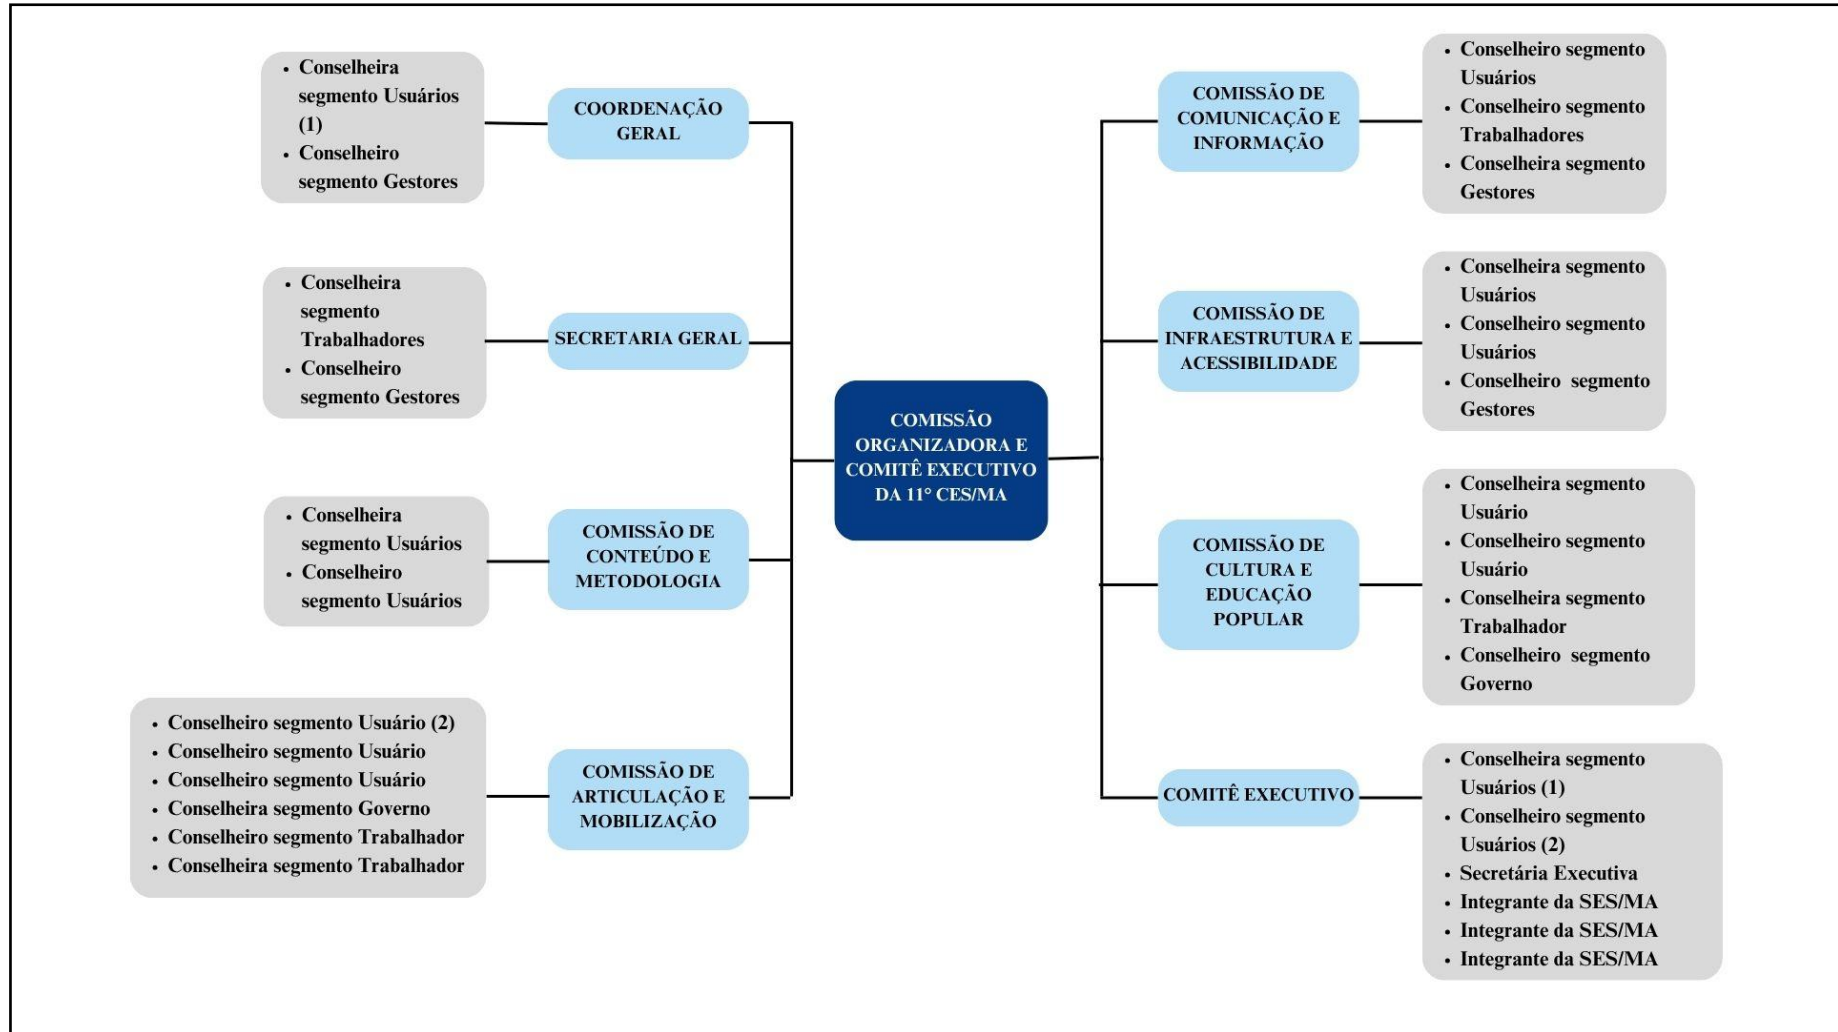 Conselheira
segmento Usuários
(1)
Conselheiro
segmento Gestores
COORDENAÇÃO
GERAL
Conselheira
segmento
Trabalhadores
Conselheiro
segmento Gestores
SECRETARIA GERAL
Conselheira
segmento Usuários
Conselheiro
segmento Usuários
COMISSÃO DE
CONTEÚDO E
METODOLOGIA
Conselheiro segmento Usuário (2)
Conselheiro segmento Usuário
Conselheiro segmento Usuário
Conselheira segmento Governo
Conselheiro segmento Trabalhador
Conselheira segmento Trabalhador
COMISSÃO DE
ARTICULAÇÃO E
MOBILIZAÇÃO
COMISSÃO
ORGANIZADORA E
COMITÊ EXECUTIVO
DA 11° CES/MA
COMISSÃO DE
COMUNICAÇÃO E
INFORMAÇÃO
Conselheiro segmento
Usuários
Conselheiro segmento
Trabalhadores
Conselheira segmento
Gestores
COMISSÃO DE
INFRAESTRUTURA E
ACESSIBILIDADE
Conselheira segmento
Usuários
Conselheiro segmento
Usuários
Conselheiro segmento
Gestores
COMISSÃO DE
CULTURA E
EDUCAÇÃO
POPULAR
Conselheira segmento
Usuário
Conselheiro segmento
Usuário
Conselheira segmento
Trabalhador
Conselheiro segmento
Governo
COMITÊ EXECUTIVO
Conselheira segmento
Usuários (1)
Conselheiro segmento
Usuários (2)
Secretária Executiva
Integrante da SES/MA
Integrante da SES/MA
Integrante da SES/MA